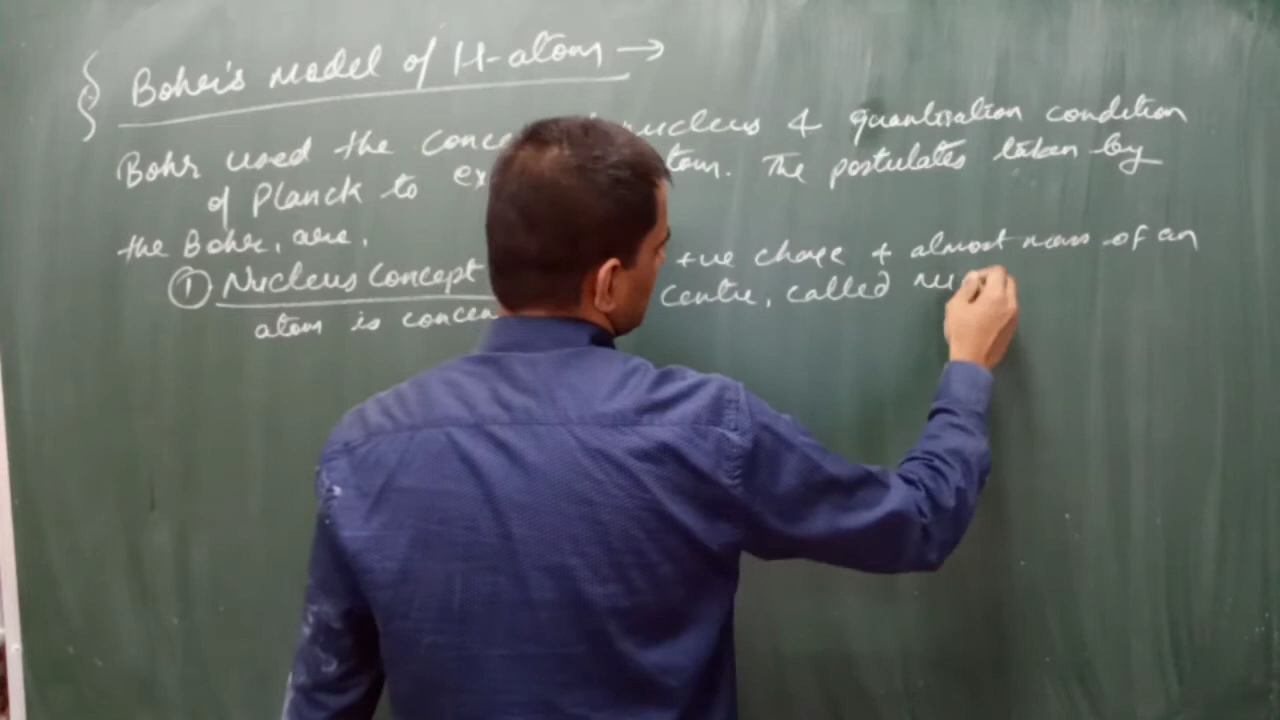 § Bohr's model of H-atom →
Bohr used the conce nucleus & quantisation condition
of Planck to ex tom. The postulates taken by
the Bohr, are,
① Nucleus Concept +ve charge & almost mass of an
atom is concen centre, called nu